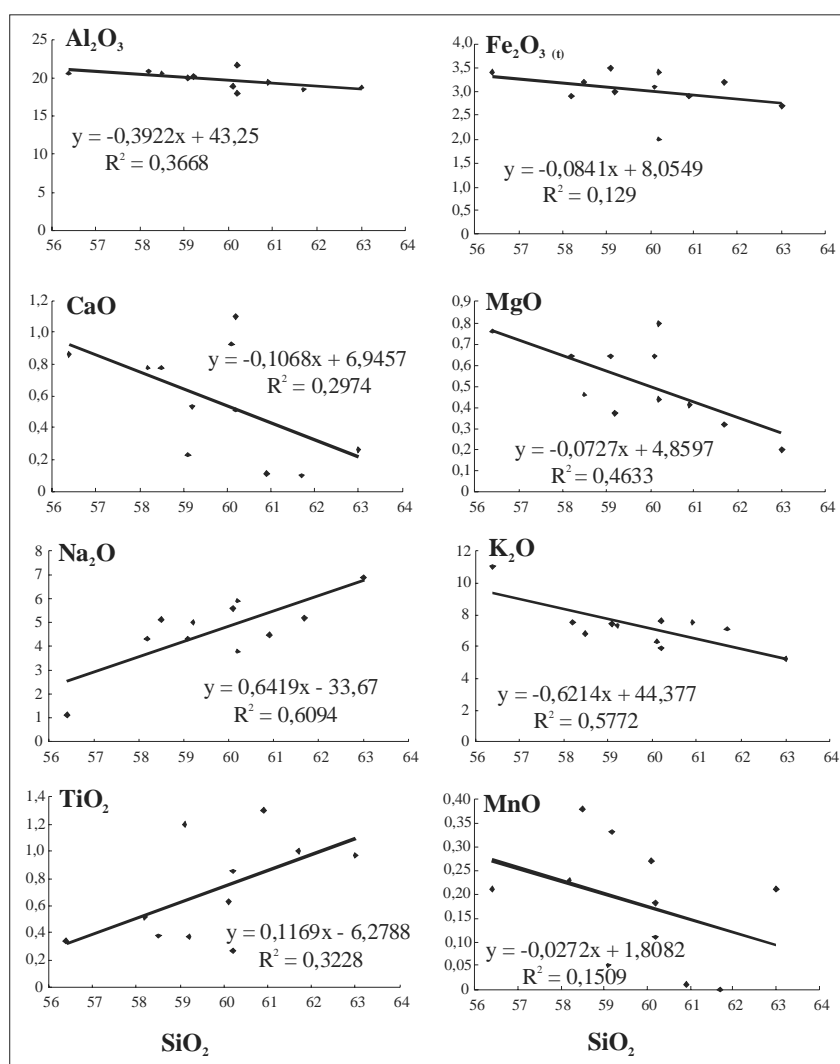 Al₂O₃
25
20
15
10
5
0
y = -0,3922x + 43,25
R² = 0,3668
56 57 58 59 60 61 62 63 64
Fe₂O₃ (t)
4,0
3,5
3,0
2,5
2,0
1,5
1,0
0,5
0
y = -0,0841x + 8,0549
R² = 0,129
56 57 58 59 60 61 62 63 64
CaO
1,2
1,0
0,8
0,6
0,4
0,2
0
y = -0,1068x + 6,9457
R² = 0,2974
56 57 58 59 60 61 62 63 64
MgO
0,9
0,8
0,7
0,6
0,5
0,4
0,3
0,2
0,1
0
y = -0,0727x + 4,8597
R² = 0,4633
56 57 58 59 60 61 62 63 64
Na₂O
8
7
6
5
4
3
2
1
0
y = 0,6419x - 33,67
R² = 0,6094
56 57 58 59 60 61 62 63 64
K₂O
12
10
8
6
4
2
0
y = -0,6214x + 44,377
R² = 0,5772
56 57 58 59 60 61 62 63 64
TiO₂
1,4
1,2
1,0
0,8
0,6
0,4
0,2
0
y = 0,1169x - 6,2788
R² = 0,3228
56 57 58 59 60 61 62 63 64
SiO₂
MnO
0,40
0,35
0,30
0,25
0,20
0,15
0,10
0,05
0
y = -0,0272x + 1,8082
R² = 0,1509
56 57 58 59 60 61 62 63 64
SiO₂